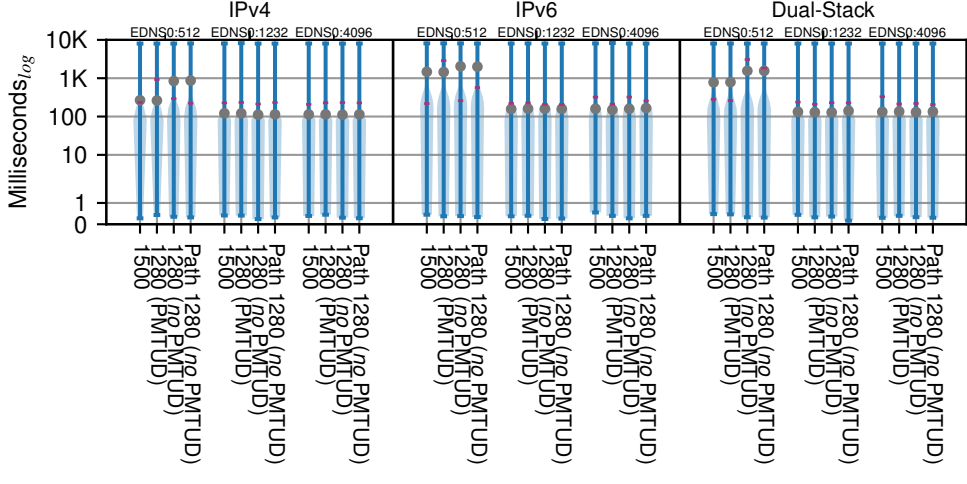 IPv4 IPv6 Dual-Stack
EDNS0:512 EDNS0:1232 EDNS0:4096 EDNS0:512 EDNS0:1232 EDNS0:4096 EDNS0:512 EDNS0:1232 EDNS0:4096
10K
1K
100
10
1
0
Milliseconds_log
1500
1280 (PMTUD)
1280 (no PMTUD)
Path 1280 (no PMTUD)
1500
1280 (PMTUD)
1280 (no PMTUD)
Path 1280 (no PMTUD)
1500
1280 (PMTUD)
1280 (no PMTUD)
Path 1280 (no PMTUD)
1500
1280 (PMTUD)
1280 (no PMTUD)
Path 1280 (no PMTUD)
1500
1280 (PMTUD)
1280 (no PMTUD)
Path 1280 (no PMTUD)
1500
1280 (PMTUD)
1280 (no PMTUD)
Path 1280 (no PMTUD)
1500
1280 (PMTUD)
1280 (no PMTUD)
Path 1280 (no PMTUD)
1500
1280 (PMTUD)
1280 (no PMTUD)
Path 1280 (no PMTUD)
1500
1280 (PMTUD)
1280 (no PMTUD)
Path 1280 (no PMTUD)